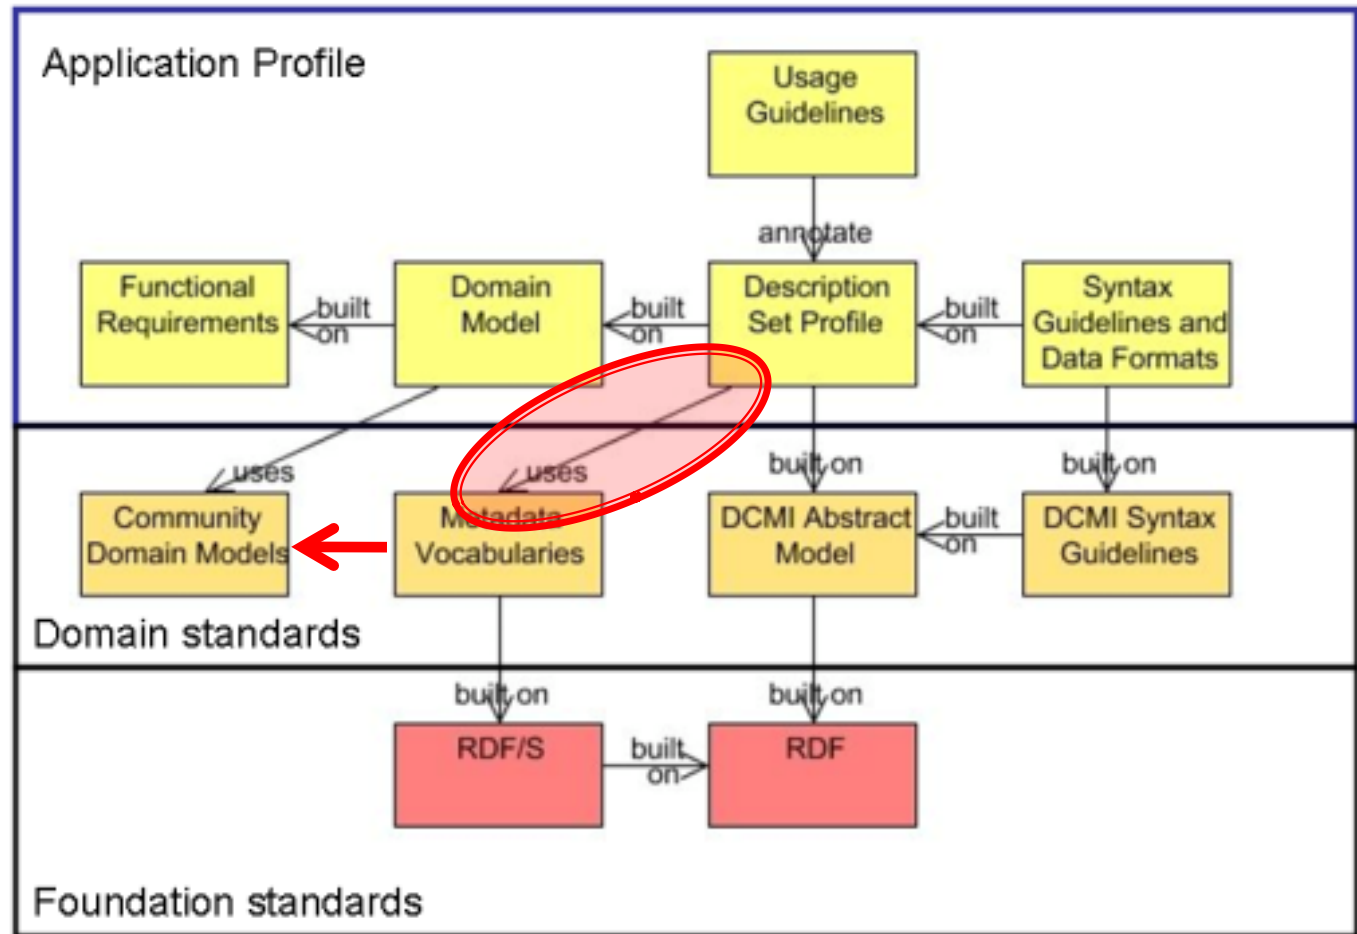 Application Profile
Usage
Guidelines
annotate
Functional
Requirements
built
on
Domain
Model
built
on
Description
Set Profile
built
on
Syntax
Guidelines and
Data Formats
uses
uses
built on
built on
Community
Domain Models
Metadata
Vocabularies
DCMI Abstract
Model
built
on
DCMI Syntax
Guidelines
Domain standards
built on
built on
RDF/S
built
on
RDF
Foundation standards